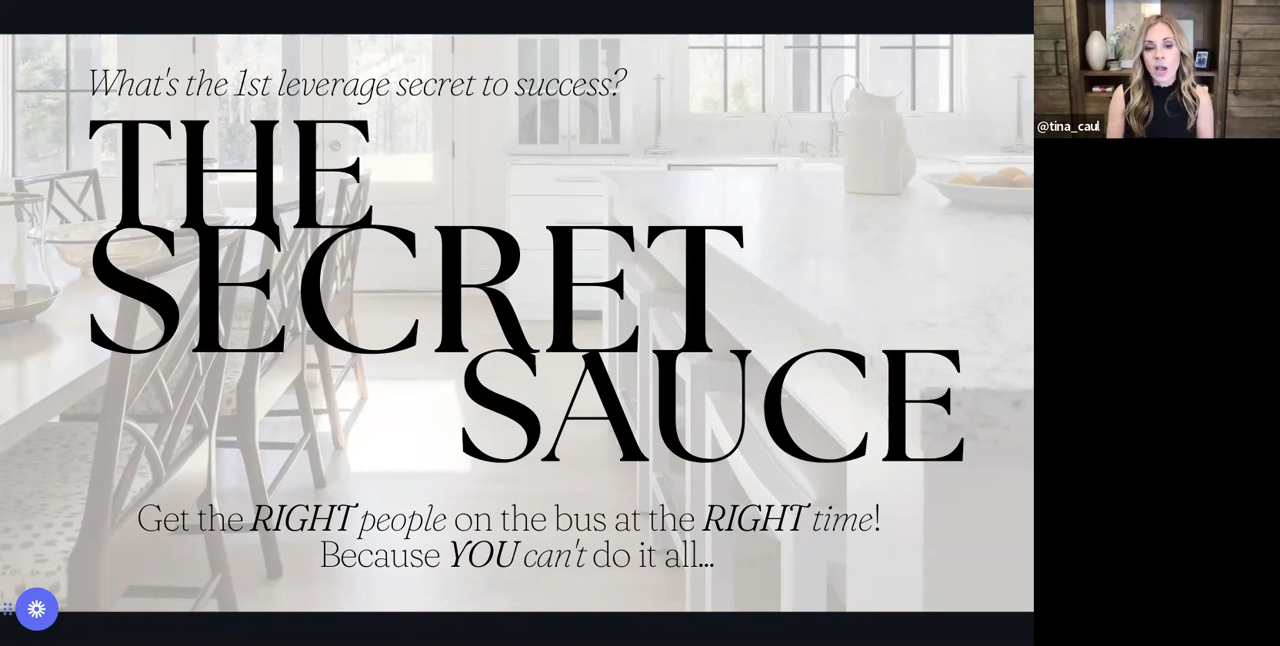 What's the 1st leverage secret to success?
THE
SECRET
SAUCE
Get the RIGHT people on the bus at the RIGHT time!
Because YOU can't do it all...
@tina_caul